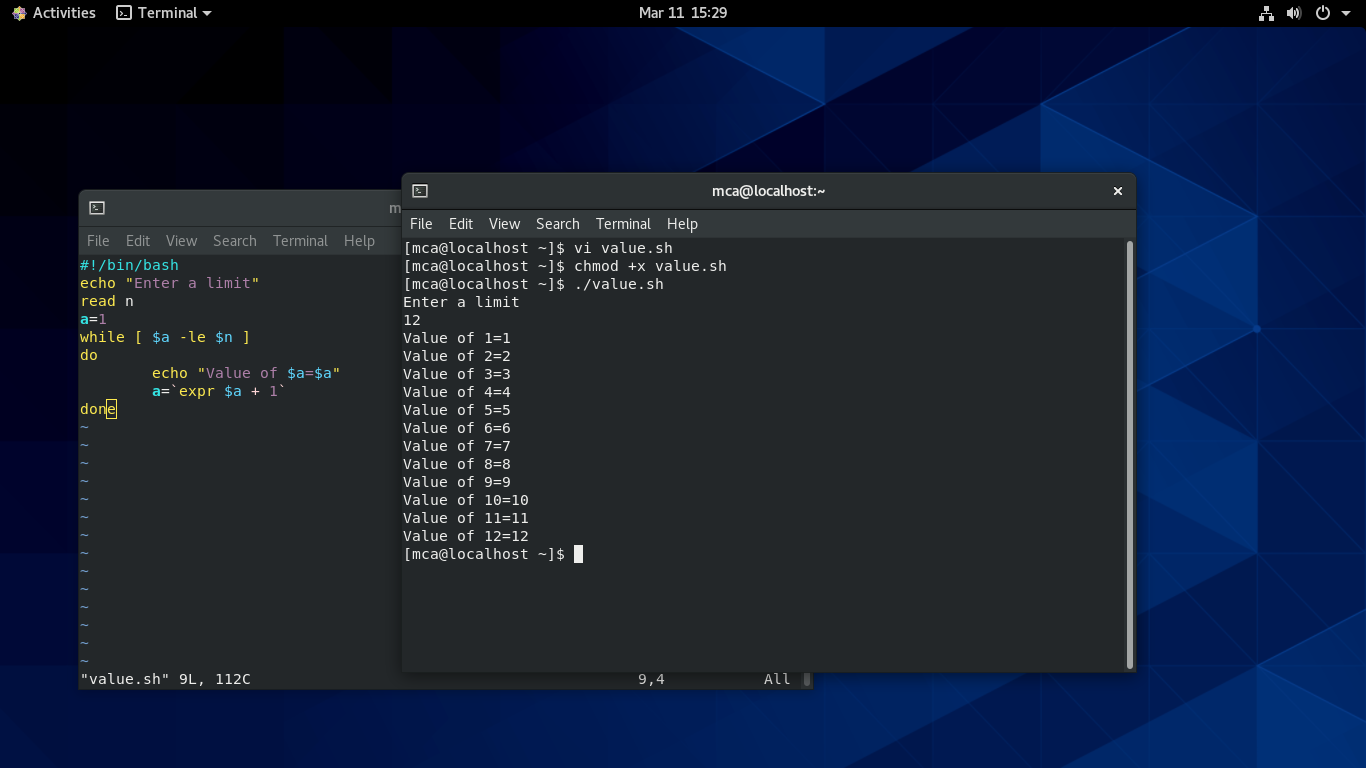 Activities Terminal Mar 11 15:29
mca@localhost:~
File Edit View Search Terminal Help
[mca@localhost ~]$ vi value.sh
[mca@localhost ~]$ chmod +x value.sh
[mca@localhost ~]$ ./value.sh
Enter a limit
12
Value of 1=1
Value of 2=2
Value of 3=3
Value of 4=4
Value of 5=5
Value of 6=6
Value of 7=7
Value of 8=8
Value of 9=9
Value of 10=10
Value of 11=11
Value of 12=12
[mca@localhost ~]$
m
File Edit View Search Terminal Help
#!/bin/bash
echo "Enter a limit"
read n
a=1
while [ $a -le $n ]
do
        echo "Value of $a=$a"
        a=`expr $a + 1`
done
~
~
~
~
~
~
~
~
~
~
~
~
~
~
"value.sh" 9L, 112C 9,4 All